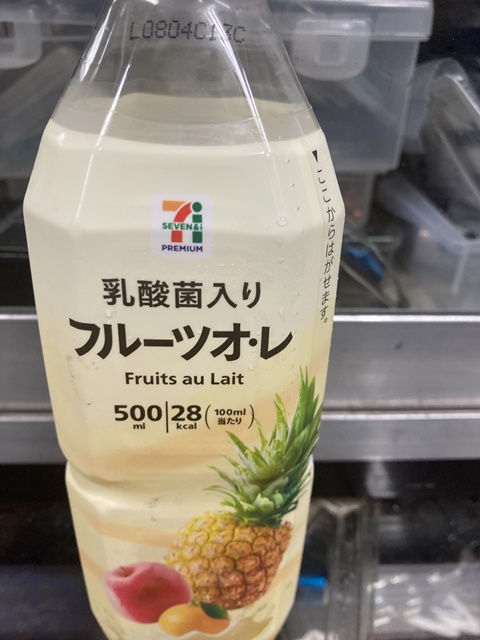 L0804C13C
ここからはがせます。
7i
SEVEN&i
PREMIUM
乳酸菌入り
フルーツオ・レ
Fruits au Lait
500ml 28kcal (100ml当たり)